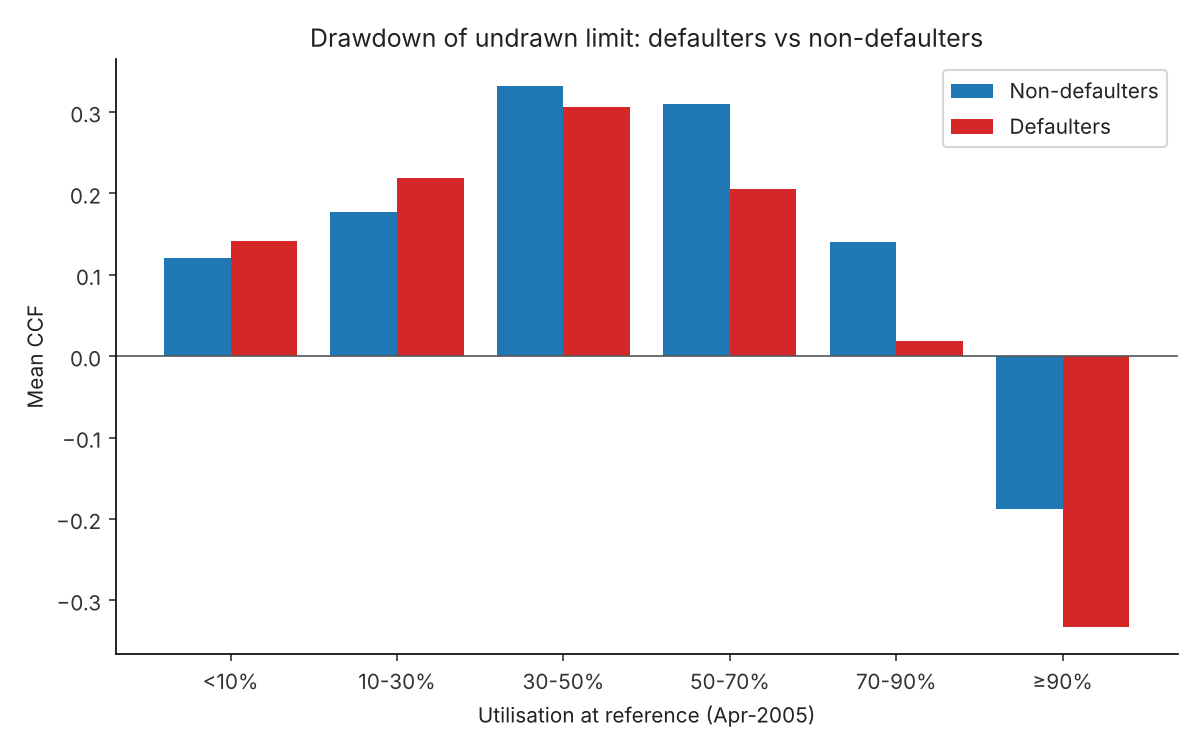 Drawdown of undrawn limit: defaulters vs non-defaulters
Non-defaulters
Defaulters
Mean CCF
0.3
0.2
0.1
0.0
−0.1
−0.2
−0.3
<10%
10-30%
30-50%
50-70%
70-90%
≥90%
Utilisation at reference (Apr-2005)